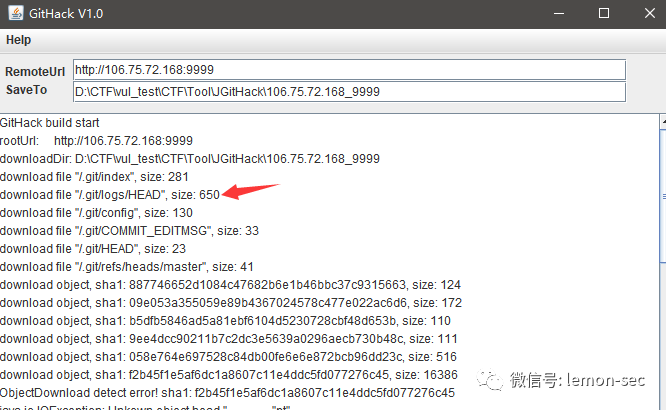 GitHack V1.0
Help
RemoteUrl http://106.75.72.168:9999
SaveTo D:\CTF\vul_test\CTF\Tool\JGitHack\106.75.72.168_9999
GitHack build start
rootUrl: http://106.75.72.168:9999
downloadDir: D:\CTF\vul_test\CTF\Tool\JGitHack\106.75.72.168_9999
download file "/.git/index", size: 281
download file "/.git/logs/HEAD", size: 650
download file "/.git/config", size: 130
download file "/.git/COMMIT_EDITMSG", size: 33
download file "/.git/HEAD", size: 23
download file "/.git/refs/heads/master", size: 41
download object, sha1: 887746652d1084c47682b6e1b46bbc37c9315663, size: 124
download object, sha1: 09e053a355059e89b4367024578c477e022ac6d6, size: 172
download object, sha1: b5dfb5846ad5a81ebf6104d5230728cbf48d653b, size: 110
download object, sha1: 9ee4dcc90211b7c2dc3e5639a0296aecb730b48c, size: 111
download object, sha1: 058e764e697528c84db00fe6e6e872bcb96dd23c, size: 516
download object, sha1: f2b45f1e5af6dc1a8607c11e4ddc5fd077276c45, size: 16386
ObjectDownload detect error! sha1: f2b45f1e5af6dc1a8607c11e4ddc5fd077276c45
微信号: lemon-sec